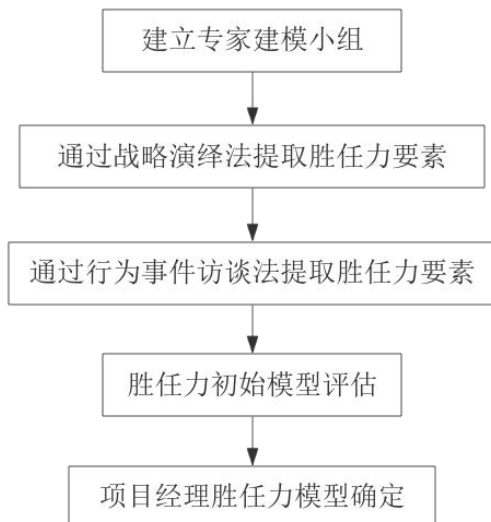 建立专家建模小组
通过战略演绎法提取胜任力要素
通过行为事件访谈法提取胜任力要素
胜任力初始模型评估
项目经理胜任力模型确定